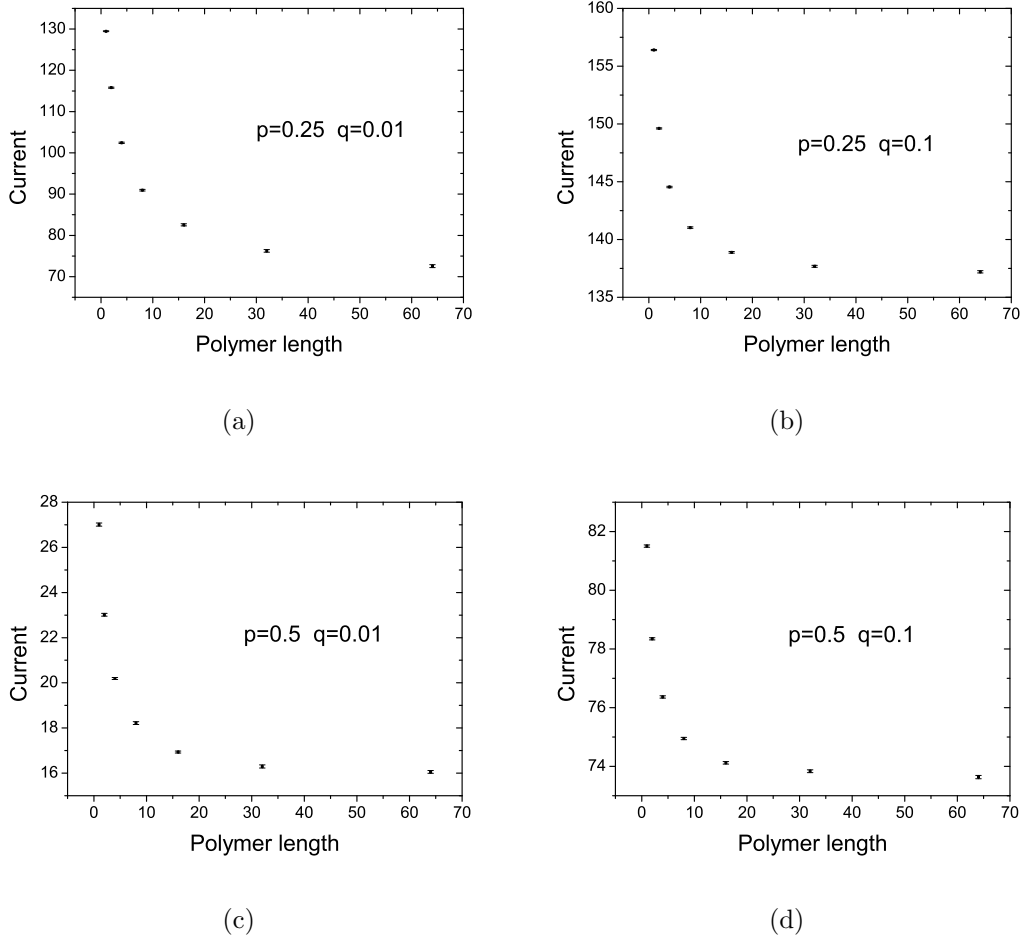 130
120
110
100
90
80
70
Current
p=0.25 q=0.01
0 10 20 30 40 50 60 70
Polymer length
(a)
160
155
150
145
140
135
Current
p=0.25 q=0.1
0 10 20 30 40 50 60 70
Polymer length
(b)
28
26
24
22
20
18
16
Current
p=0.5 q=0.01
0 10 20 30 40 50 60 70
Polymer length
(c)
82
80
78
76
74
Current
p=0.5 q=0.1
0 10 20 30 40 50 60 70
Polymer length
(d)